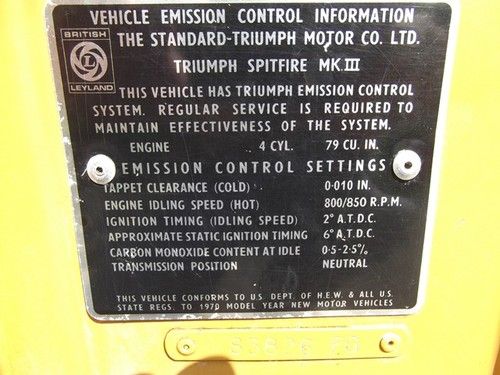 VEHICLE EMISSION CONTROL INFORMATION
BRITISH
L
LEYLAND
THE STANDARD-TRIUMPH MOTOR CO. LTD.
TRIUMPH SPITFIRE MK.III
THIS VEHICLE HAS TRIUMPH EMISSION CONTROL
SYSTEM. REGULAR SERVICE IS REQUIRED TO
MAINTAIN EFFECTIVENESS OF THE SYSTEM.
ENGINE 4 CYL. 79 CU. IN.
EMISSION CONTROL SETTINGS
TAPPET CLEARANCE (COLD) 0·010 IN.
ENGINE IDLING SPEED (HOT) 800/850 R.P.M.
IGNITION TIMING (IDLING SPEED) 2° A.T.D.C.
APPROXIMATE STATIC IGNITION TIMING 6° A.T.D.C.
CARBON MONOXIDE CONTENT AT IDLE 0·5-2·5%
TRANSMISSION POSITION NEUTRAL
THIS VEHICLE CONFORMS TO U.S. DEPT. OF H.E.W. & ALL U.S.
STATE REGS. TO 1970 MODEL YEAR NEW MOTOR VEHICLES